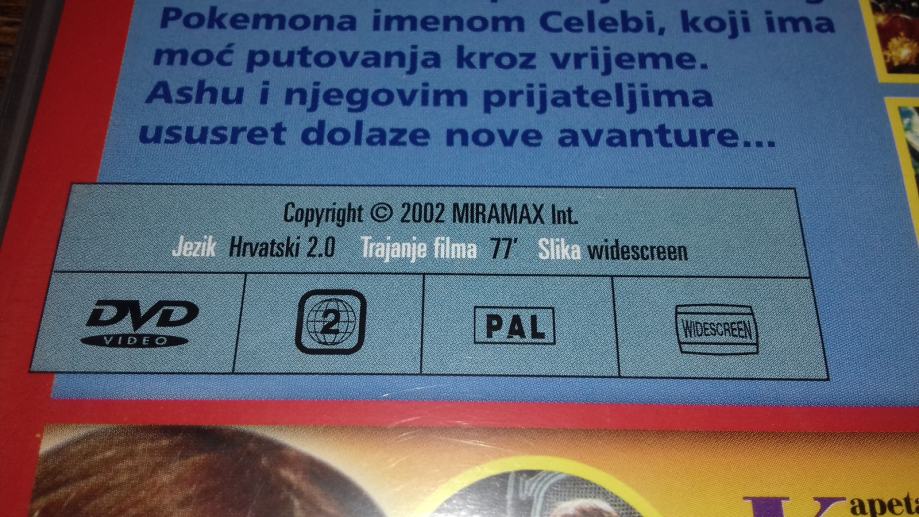 Pokemona imenom Celebi, koji ima
moć putovanja kroz vrijeme.
Ashu i njegovim prijateljima
ususret dolaze nove avanture...
Copyright © 2002 MIRAMAX Int.
Jezik Hrvatski 2.0 Trajanje filma 77' Slika widescreen
DVD
VIDEO
2
PAL
WIDESCREEN